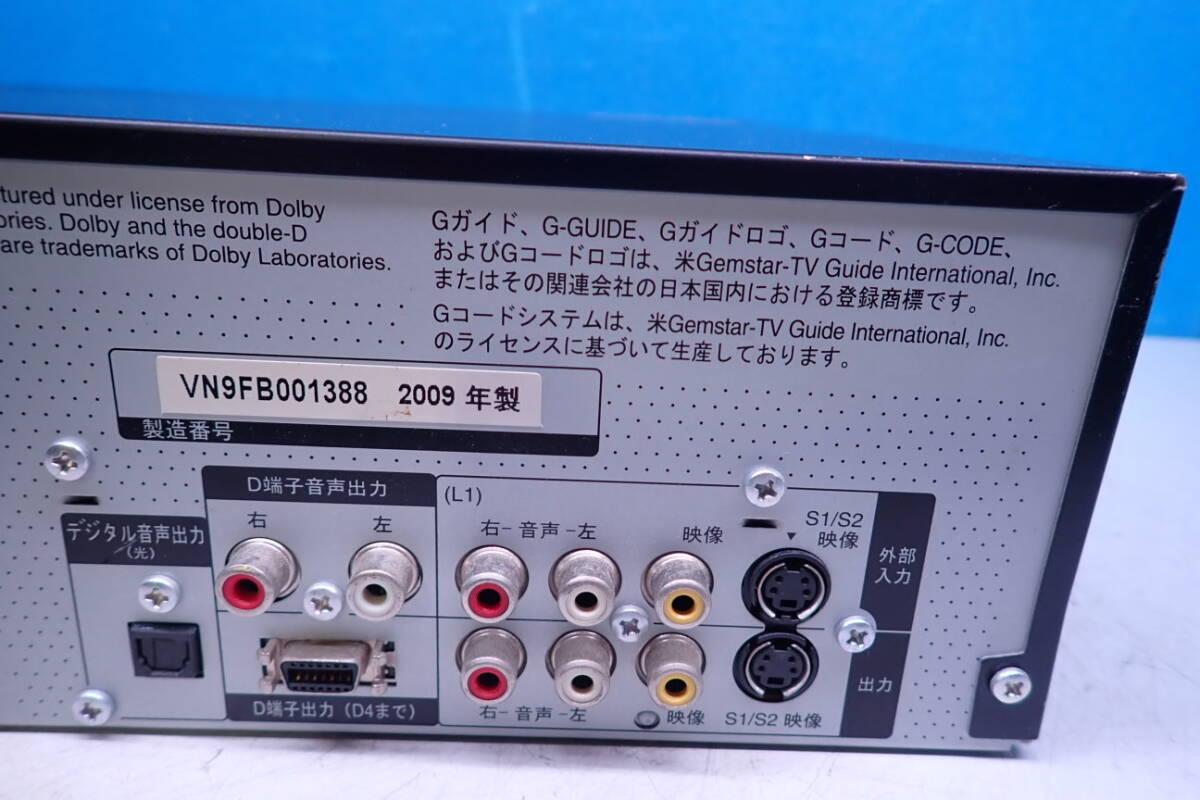 tured under license from Dolby
ories. Dolby and the double-D
are trademarks of Dolby Laboratories.
Gガイド、G-GUIDE、Gガイドロゴ、Gコード、G-CODE、
およびGコードロゴは、米Gemstar-TV Guide International, Inc.
またはその関連会社の日本国内における登録商標です。
Gコードシステムは、米Gemstar-TV Guide International, Inc.
のライセンスに基づいて生産しております。
VN9FB001388 2009 年製
製造番号
デジタル音声出力
(光)
D端子音声出力
右 左
D端子出力（D4まで）
(L1)
右- 音声 -左 映像
S1/S2
映像
外部
入力
右- 音声 -左 映像 S1/S2 映像
出力